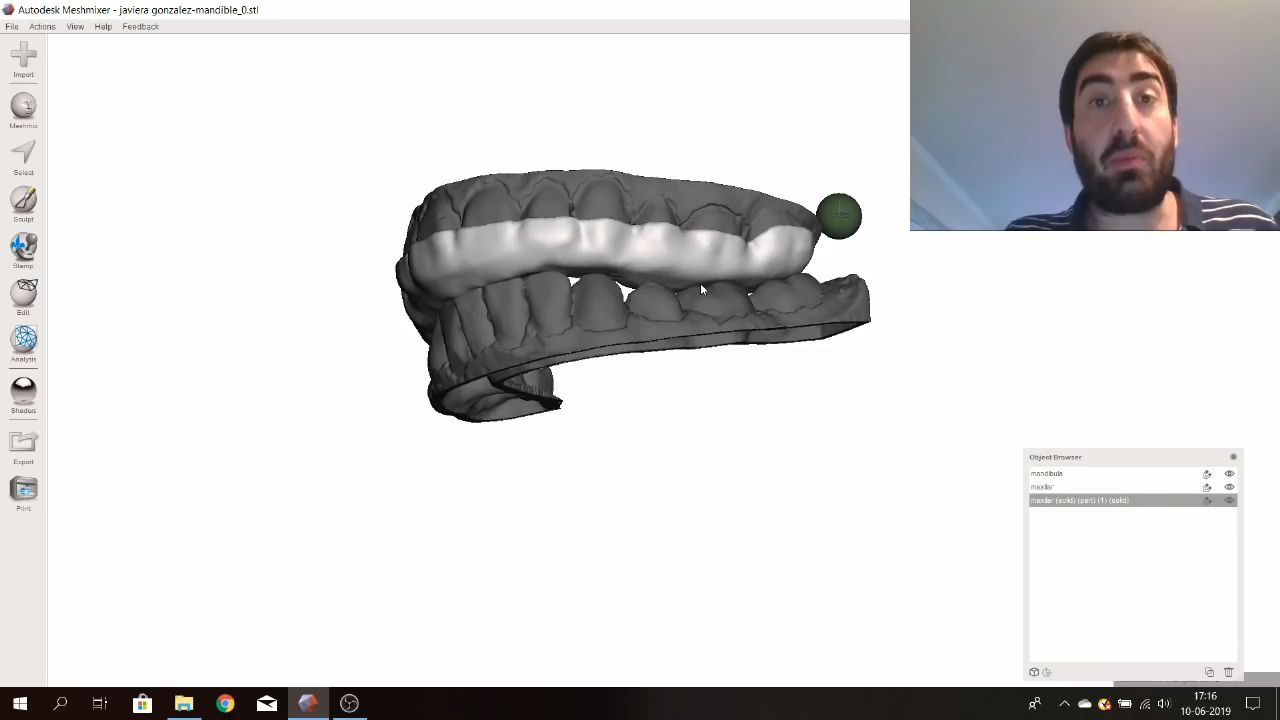 Autodesk Meshmixer - javiera gonzalez-mandible_0.stl
File Actions View Help Feedback
Import
Meshmix
Select
Sculpt
Stamp
Edit
Analysis
Shaders
Export
Print
Object Browser
mandibula
maxilar
maxilar (solid) (part) (1) (solid)
17:16
10-06-2019